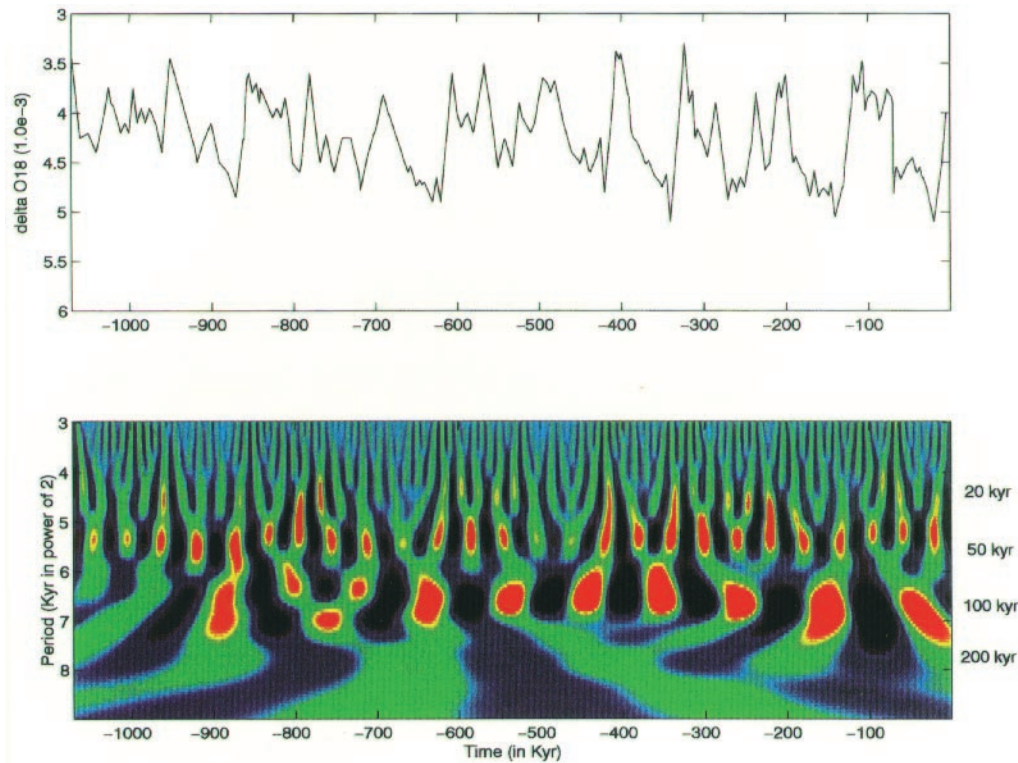 3
3.5
4
4.5
5
5.5
6
delta O18 (1.0e-3)
-1000 -900 -800 -700 -600 -500 -400 -300 -200 -100
3
4
5
6
7
8
Period (Kyr in power of 2)
20 kyr
50 kyr
100 kyr
200 kyr
-1000 -900 -800 -700 -600 -500 -400 -300 -200 -100
Time (in Kyr)